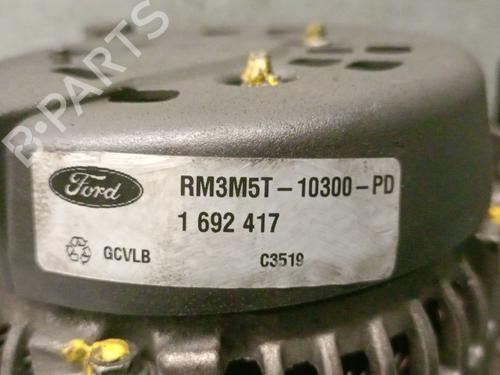 B-PARTS
Ford
RM3M5T-10300-PD
1 692 417
GCVLB
C3519